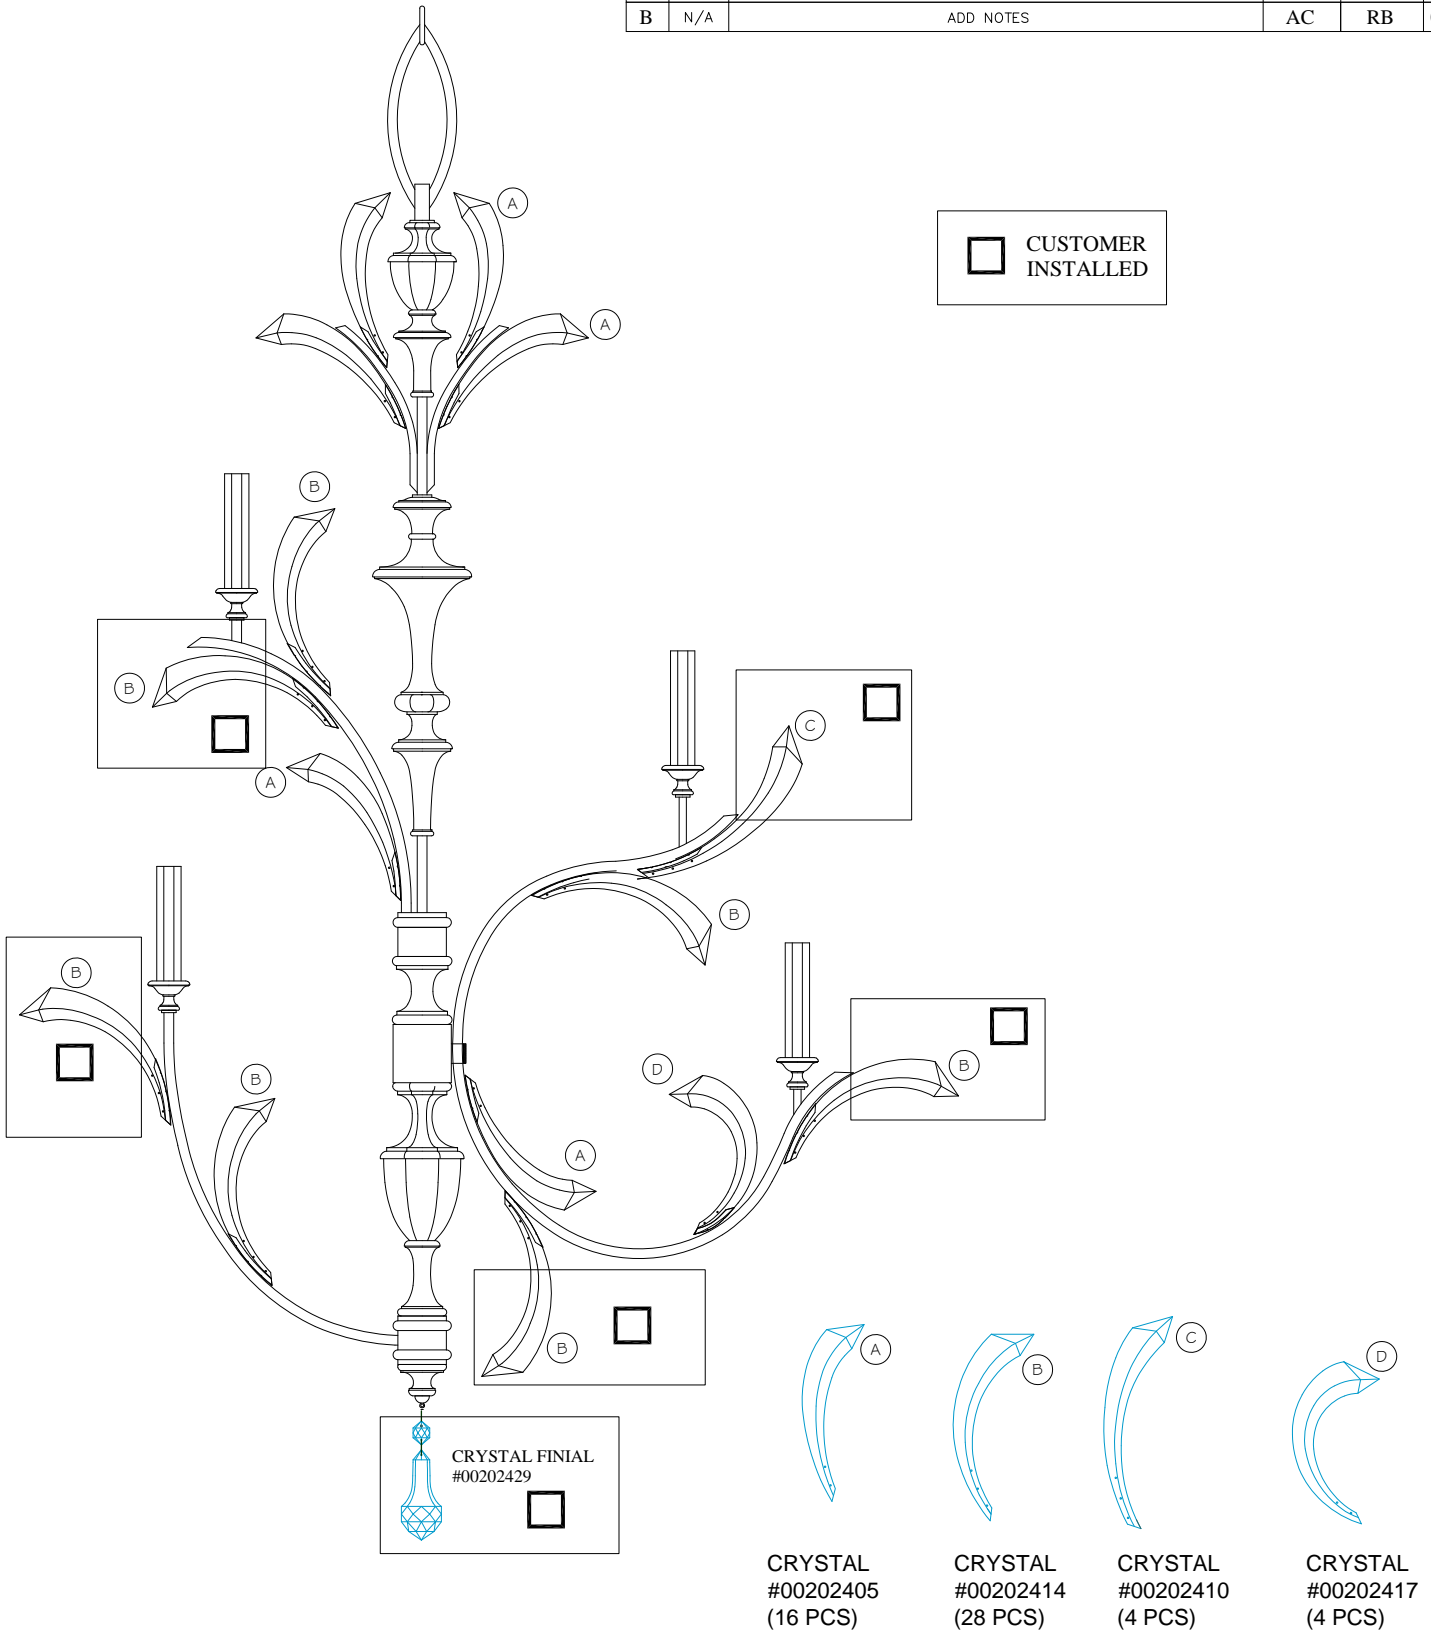 B N/A ADD NOTES AC RB
A
CUSTOMER
INSTALLED
A
B
B
C
A
B
B
B
B
D
A
B
A
C
B
D
CRYSTAL FINIAL
#00202429
CRYSTAL
#00202405
(16 PCS)
CRYSTAL
#00202414
(28 PCS)
CRYSTAL
#00202410
(4 PCS)
CRYSTAL
#00202417
(4 PCS)